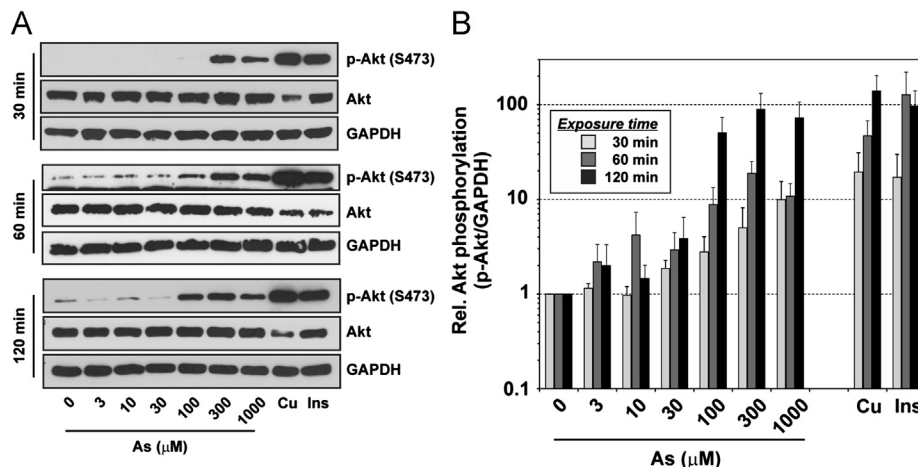 A
30 min
p-Akt (S473)
Akt
GAPDH
60 min
p-Akt (S473)
Akt
GAPDH
120 min
p-Akt (S473)
Akt
GAPDH
0 3 10 30 100 300 1000 Cu Ins
As (μM)
B
Rel. Akt phosphorylation
(p-Akt/GAPDH)
100
10
1
0.1
Exposure time
30 min
60 min
120 min
0 3 10 30 100 300 1000 Cu Ins
As (μM)